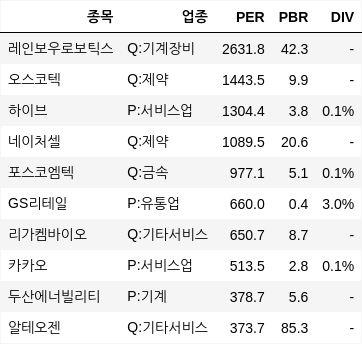 종목 업종 PER PBR DIV
레인보우로보틱스 Q:기계장비 2631.8 42.3 -
오스코텍 Q:제약 1443.5 9.9 -
하이브 P:서비스업 1304.4 3.8 0.1%
네이처셀 Q:제약 1089.5 20.6 -
포스코엠텍 Q:금속 977.1 5.1 0.1%
GS리테일 P:유통업 660.0 0.4 3.0%
리가켐바이오 Q:기타서비스 650.7 8.7 -
카카오 P:서비스업 513.5 2.8 0.1%
두산에너빌리티 P:기계 378.7 5.6 -
알테오젠 Q:기타서비스 373.7 85.3 -